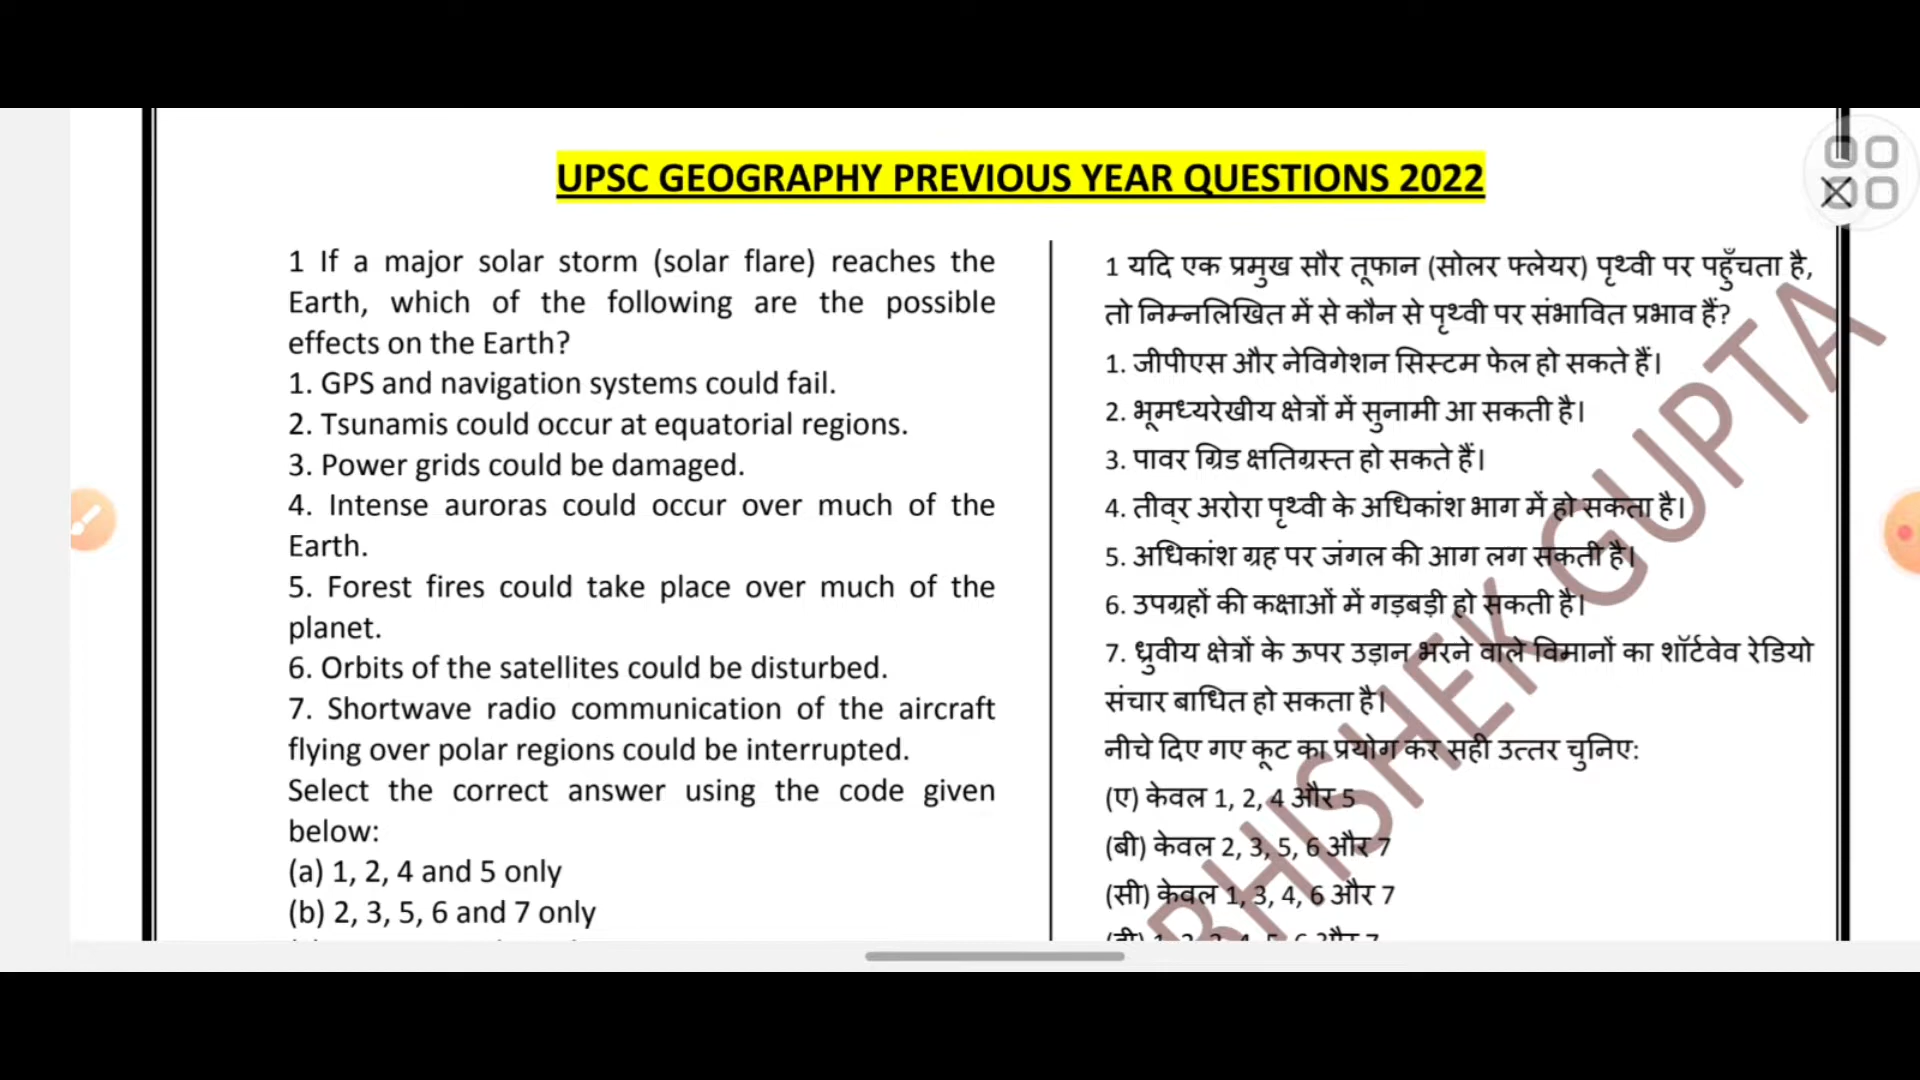 UPSC GEOGRAPHY PREVIOUS YEAR QUESTIONS 2022
1 If a major solar storm (solar flare) reaches the
Earth, which of the following are the possible
effects on the Earth?
1. GPS and navigation systems could fail.
2. Tsunamis could occur at equatorial regions.
3. Power grids could be damaged.
4. Intense auroras could occur over much of the
Earth.
5. Forest fires could take place over much of the
planet.
6. Orbits of the satellites could be disturbed.
7. Shortwave radio communication of the aircraft
flying over polar regions could be interrupted.
Select the correct answer using the code given
below:
(a) 1, 2, 4 and 5 only
(b) 2, 3, 5, 6 and 7 only
1 यदि एक प्रमुख सौर तूफान (सोलर फ्लेयर) पृथ्वी पर पहुँचता है,
तो निम्नलिखित में से कौन से पृथ्वी पर संभावित प्रभाव हैं?
1. जीपीएस और नेविगेशन सिस्टम फेल हो सकते हैं।
2. भूमध्यरेखीय क्षेत्रों में सुनामी आ सकती है।
3. पावर ग्रिड क्षतिग्रस्त हो सकते हैं।
4. तीव्र अरोरा पृथ्वी के अधिकांश भाग में हो सकता है।
5. अधिकांश ग्रह पर जंगल की आग लग सकती है।
6. उपग्रहों की कक्षाओं में गड़बड़ी हो सकती है।
7. ध्रुवीय क्षेत्रों के ऊपर उड़ान भरने वाले विमानों का शॉर्टवेव रेडियो
संचार बाधित हो सकता है।
नीचे दिए गए कूट का प्रयोग कर सही उत्तर चुनिए:
(ए) केवल 1, 2, 4 और 5
(बी) केवल 2, 3, 5, 6 और 7
(सी) केवल 1, 3, 4, 6 और 7
(डी) 1, 2, 3, 4, 5, 6 और 7
BHISHEK GUPTA